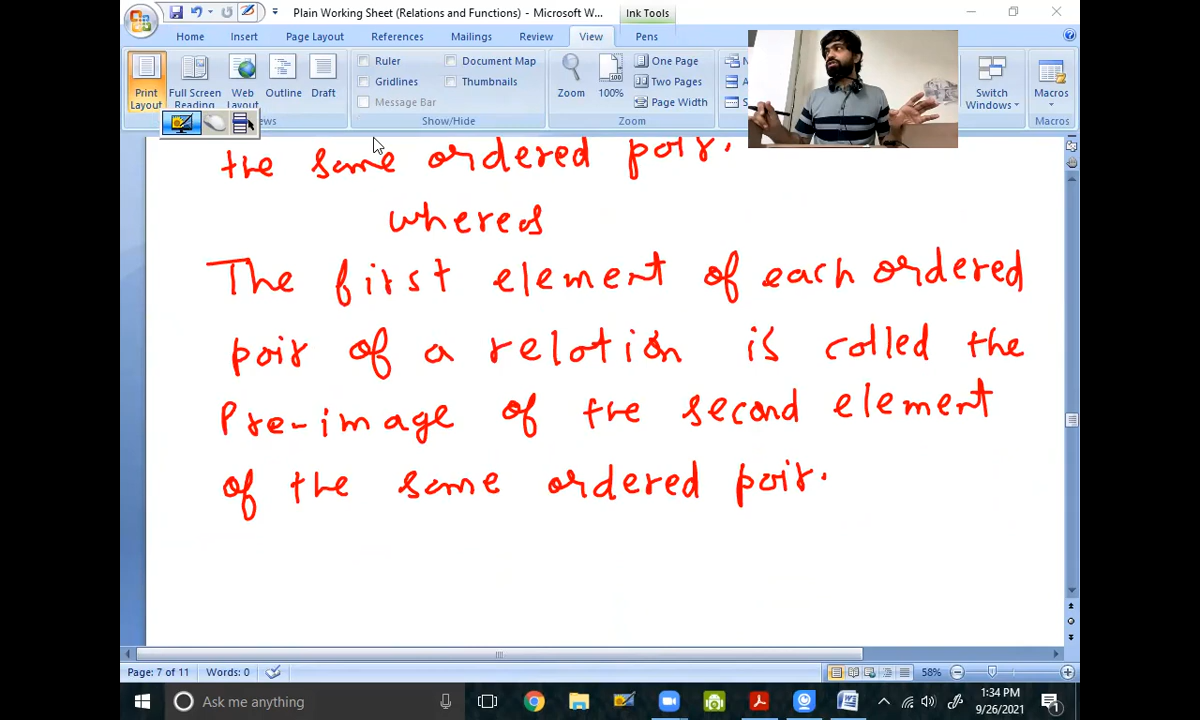 Plain Working Sheet (Relations and Functions) - Microsoft W...
Ink Tools
Home Insert Page Layout References Mailings Review View Pens
Print Layout
Full Screen Reading
Web Layout
Outline
Draft
Ruler
Gridlines
Message Bar
Document Map
Thumbnails
Show/Hide
Zoom
100%
One Page
Two Pages
Page Width
Zoom
Switch Windows
Macros
Macros
the same ordered pair.
whereas
The first element of each ordered
pair of a relation is called the
Pre-image of the second element
of the same ordered pair.
Page: 7 of 11 Words: 0 58%
Ask me anything
1:34 PM
9/26/2021